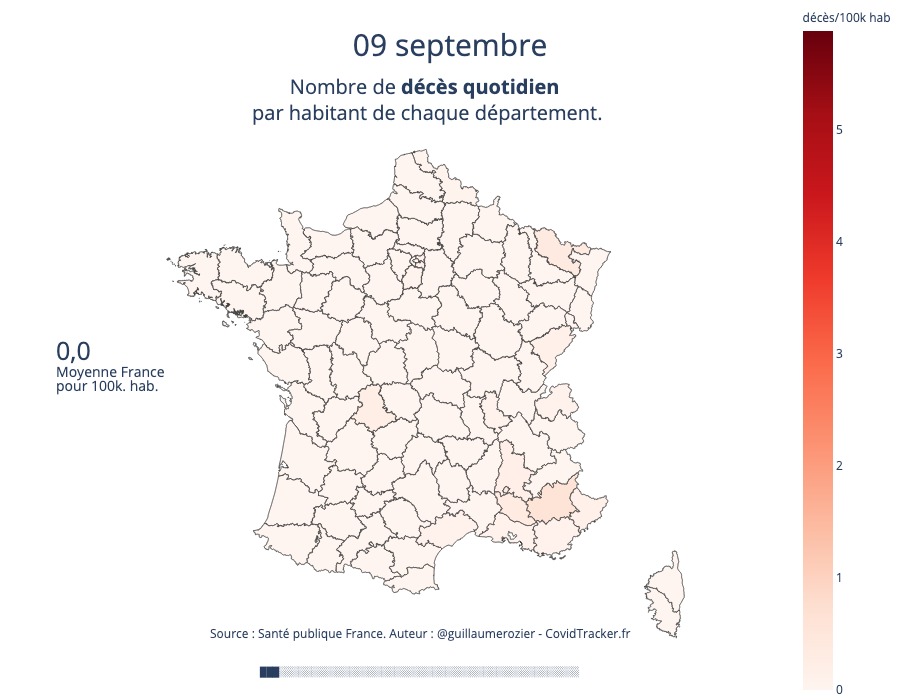 décès/100k hab
09 septembre
Nombre de décès quotidien
par habitant de chaque département.
5
4
3
2
1
0
0,0
Moyenne France
pour 100k. hab.
Source : Santé publique France. Auteur : @guillaumerozier - CovidTracker.fr